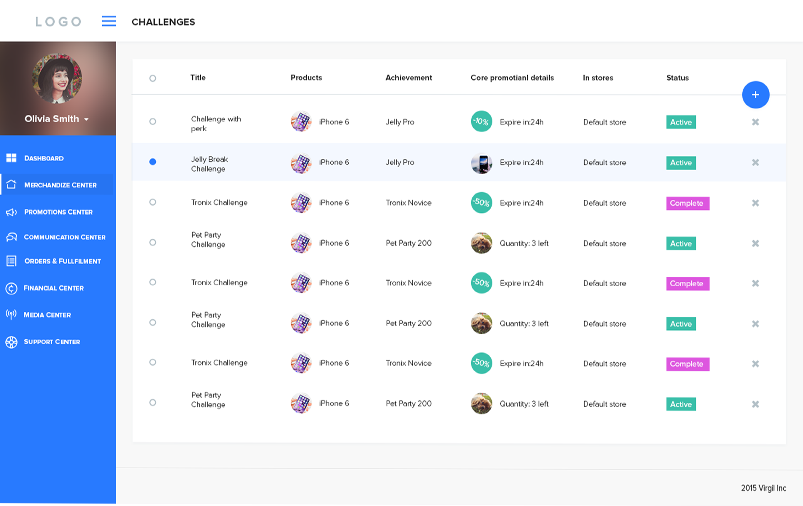 LOGO
CHALLENGES
Olivia Smith
DASHBOARD
MERCHANDIZE CENTER
PROMOTIONS CENTER
COMMUNICATION CENTER
ORDERS & FULLFILMENT
FINANCIAL CENTER
MEDIA CENTER
SUPPORT CENTER
Title Products Achievement Core promotianl details In stores Status
+
Challenge with
perk
iPhone 6 Jelly Pro -10% Expire in:24h Default store Active
Jelly Break
Challenge
iPhone 6 Jelly Pro Expire in:24h Default store Active
Tronix Challenge iPhone 6 Tronix Novice -50% Expire in:24h Default store Complete
Pet Party
Challenge
iPhone 6 Pet Party 200 Quantity: 3 left Default store Active
Tronix Challenge iPhone 6 Tronix Novice -50% Expire in:24h Default store Complete
Pet Party
Challenge
iPhone 6 Pet Party 200 Quantity: 3 left Default store Active
Tronix Challenge iPhone 6 Tronix Novice -50% Expire in:24h Default store Complete
Pet Party
Challenge
iPhone 6 Pet Party 200 Quantity: 3 left Default store Active
2015 Virgil Inc